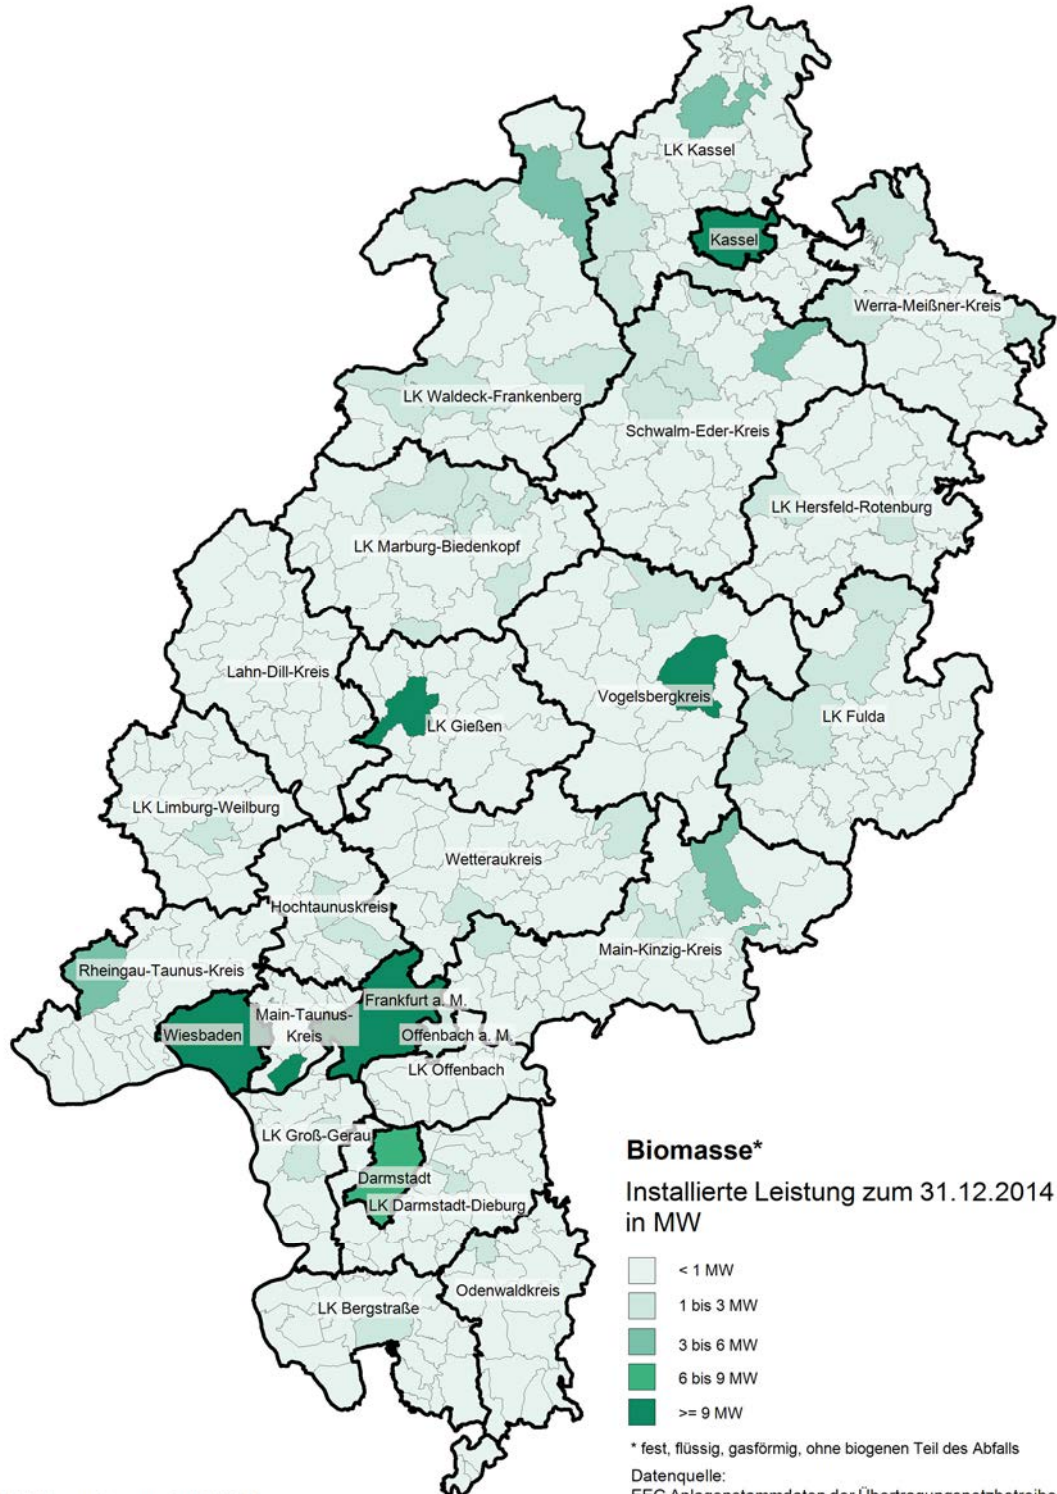 LK Kassel
Kassel
Werra-Meißner-Kreis
LK Waldeck-Frankenberg
Schwalm-Eder-Kreis
LK Hersfeld-Rotenburg
LK Marburg-Biedenkopf
Lahn-Dill-Kreis
Vogelsbergkreis
LK Gießen
LK Fulda
LK Limburg-Weilburg
Wetteraukreis
Hochtaunuskreis
Main-Kinzig-Kreis
Rheingau-Taunus-Kreis
Frankfurt a. M.
Main-Taunus-
Kreis
Wiesbaden
Offenbach a. M.
LK Offenbach
LK Groß-Gerau
Darmstadt
LK Darmstadt-Dieburg
Odenwaldkreis
LK Bergstraße
Biomasse*
Installierte Leistung zum 31.12.2014
in MW
< 1 MW
1 bis 3 MW
3 bis 6 MW
6 bis 9 MW
>= 9 MW
* fest, flüssig, gasförmig, ohne biogenen Teil des Abfalls
Datenquelle: